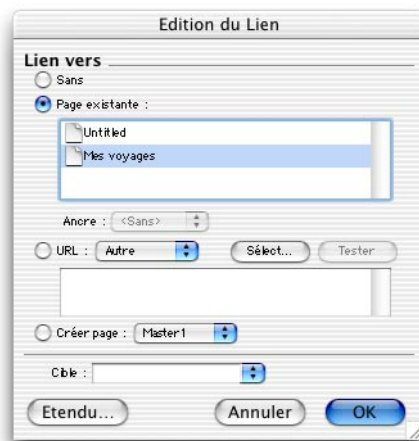 Edition du Lien
Lien vers
Sans
Page existante :
Untitled
Mes voyages
Ancre : <Sans>
URL : Autre Sélect... Tester
Créer page : Master1
Cible :
Etendu... Annuler OK